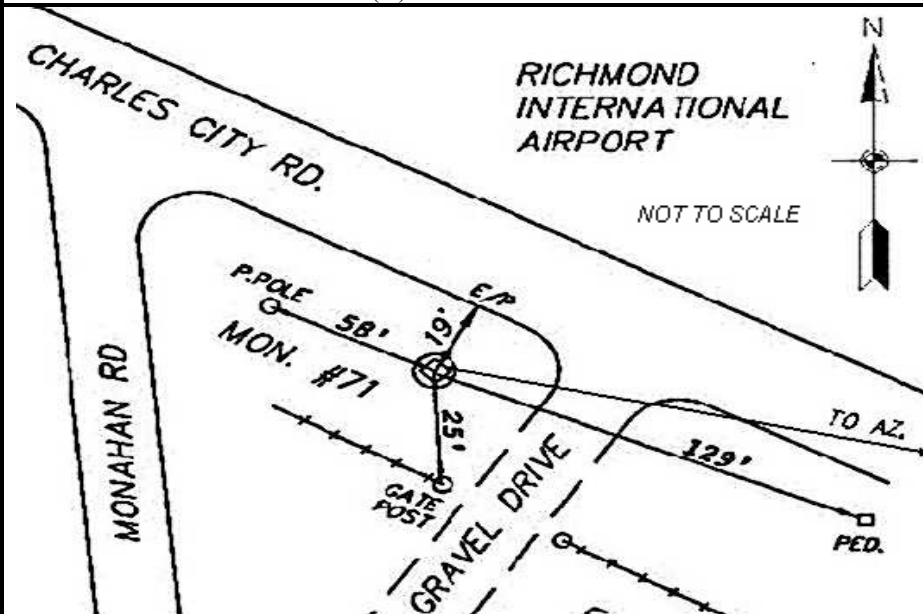 CHARLES CITY RD.
RICHMOND
INTERNATIONAL
AIRPORT
N
NOT TO SCALE
P.POLE
58'
19'
E/P
MON. #71
25'
TO AZ.
129'
PED.
GATE
POST
GRAVEL DRIVE
MONAHAN RD